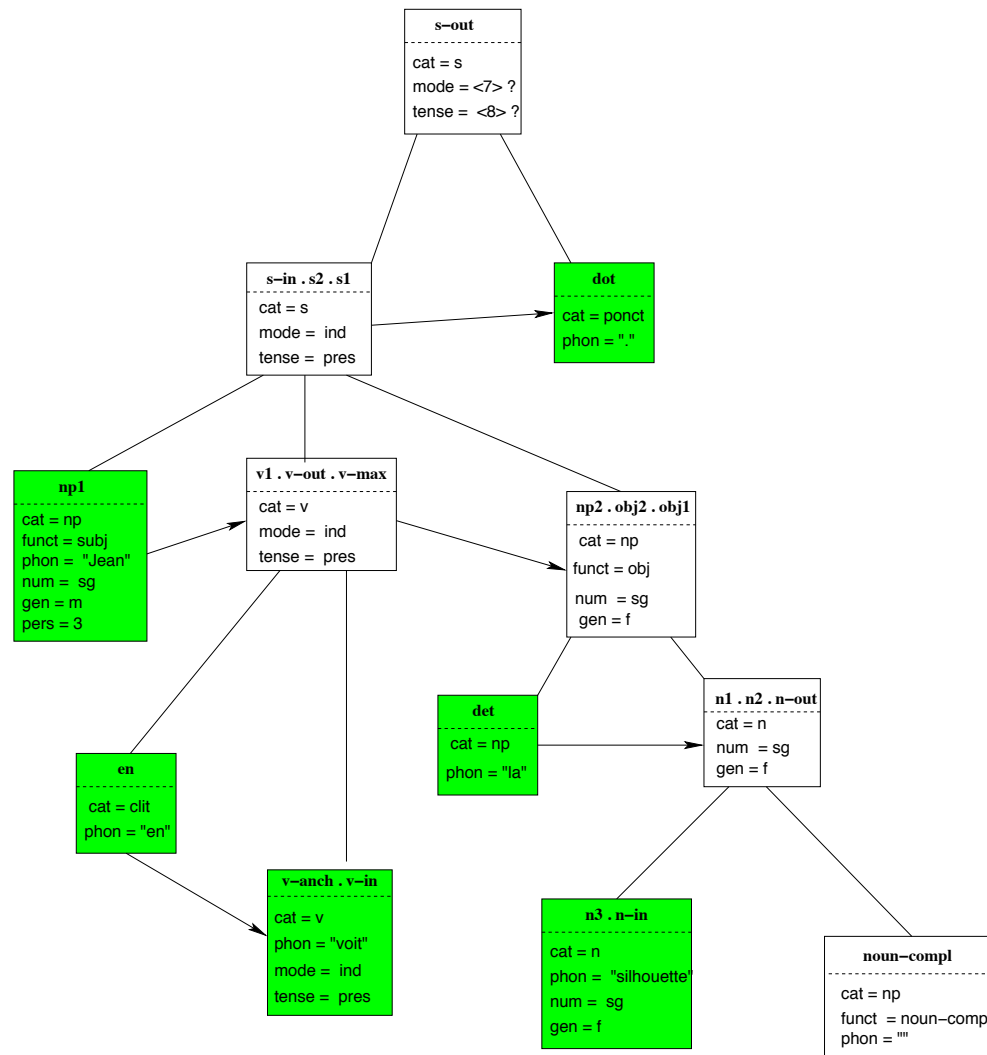 s-out
cat = s
mode = <7> ?
tense = <8> ?
s-in . s2 . s1
cat = s
mode = ind
tense = pres
dot
cat = ponct
phon = "."
np1
cat = np
funct = subj
phon = "Jean"
num = sg
gen = m
pers = 3
v1 . v-out . v-max
cat = v
mode = ind
tense = pres
np2 . obj2 . obj1
cat = np
funct = obj
num = sg
gen = f
det
cat = np
phon = "la"
n1 . n2 . n-out
cat = n
num = sg
gen = f
en
cat = clit
phon = "en"
v-anch . v-in
cat = v
phon = "voit"
mode = ind
tense = pres
n3 . n-in
cat = n
phon = "silhouette"
num = sg
gen = f
noun-compl
cat = np
funct = noun-comp
phon = ""